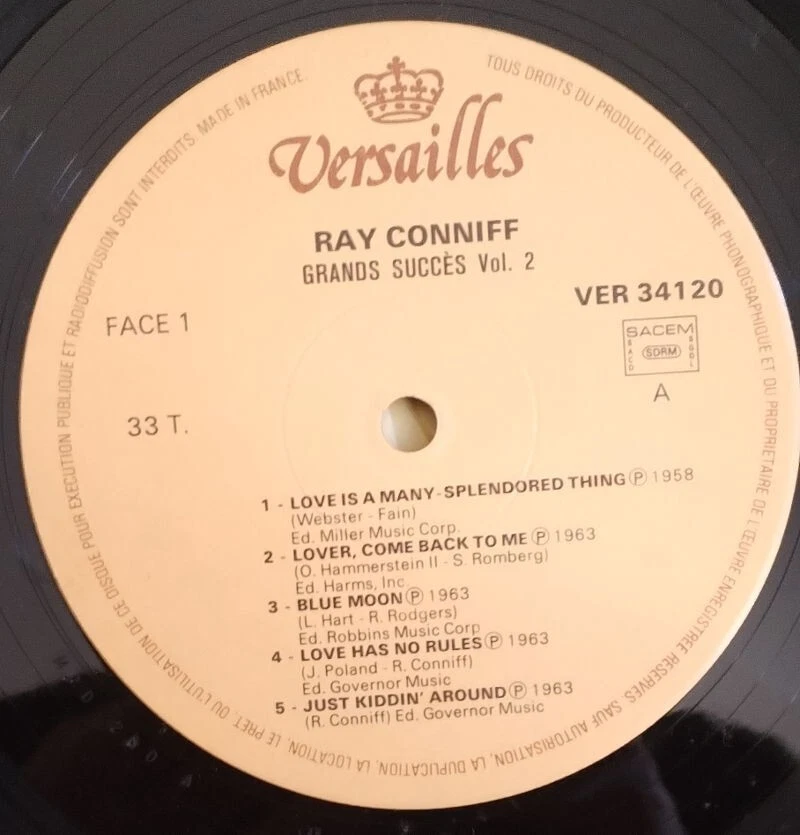 Versailles
RAY CONNIFF
GRANDS SUCCÈS Vol. 2
VER 34120
FACE 1
SACEM
SACD
SDRM
SGDL
A
33 T.
1 - LOVE IS A MANY-SPLENDORED THING Ⓟ 1958
(Webster - Fain)
Ed. Miller Music Corp.
2 - LOVER, COME BACK TO ME Ⓟ 1963
(O. Hammerstein II - S. Romberg)
Ed. Harms, Inc.
3 - BLUE MOON Ⓟ 1963
(L. Hart - R. Rodgers)
Ed. Robbins Music Corp
4 - LOVE HAS NO RULES Ⓟ 1963
(J. Poland - R. Conniff)
Ed. Governor Music
5 - JUST KIDDIN' AROUND Ⓟ 1963
(R. Conniff) Ed. Governor Music
TOUS DROITS DU PRODUCTEUR DE L'ŒUVRE PHONOGRAPHIQUE ET DU PROPRIETAIRE DE L'ŒUVRE ENREGISTREE RESERVES. SAUF AUTORISATION, LA DUPLICATION, LA LOCATION, LE PRET, OU L'UTILISATION DE CE DISQUE POUR EXECUTION PUBLIQUE ET RADIODIFFUSION SONT INTERDITS. MADE IN FRANCE.